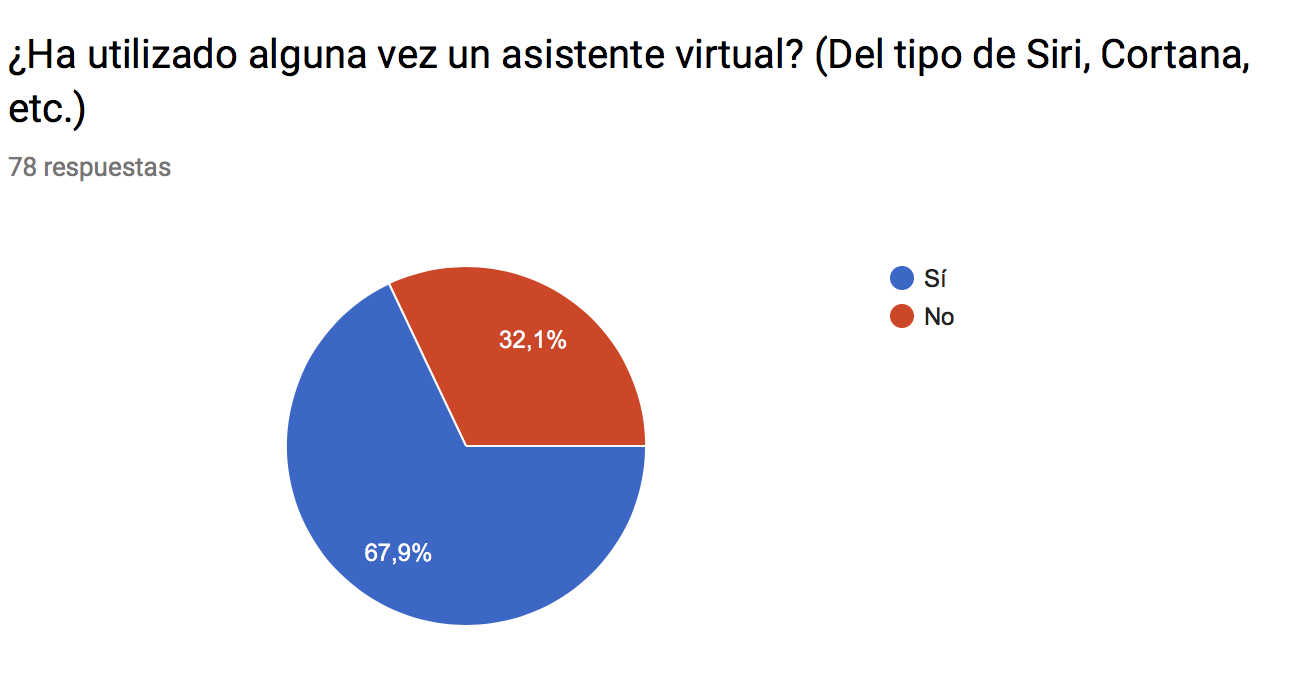 ¿Ha utilizado alguna vez un asistente virtual? (Del tipo de Siri, Cortana,
etc.)
78 respuestas
Sí
No
32,1%
67,9%